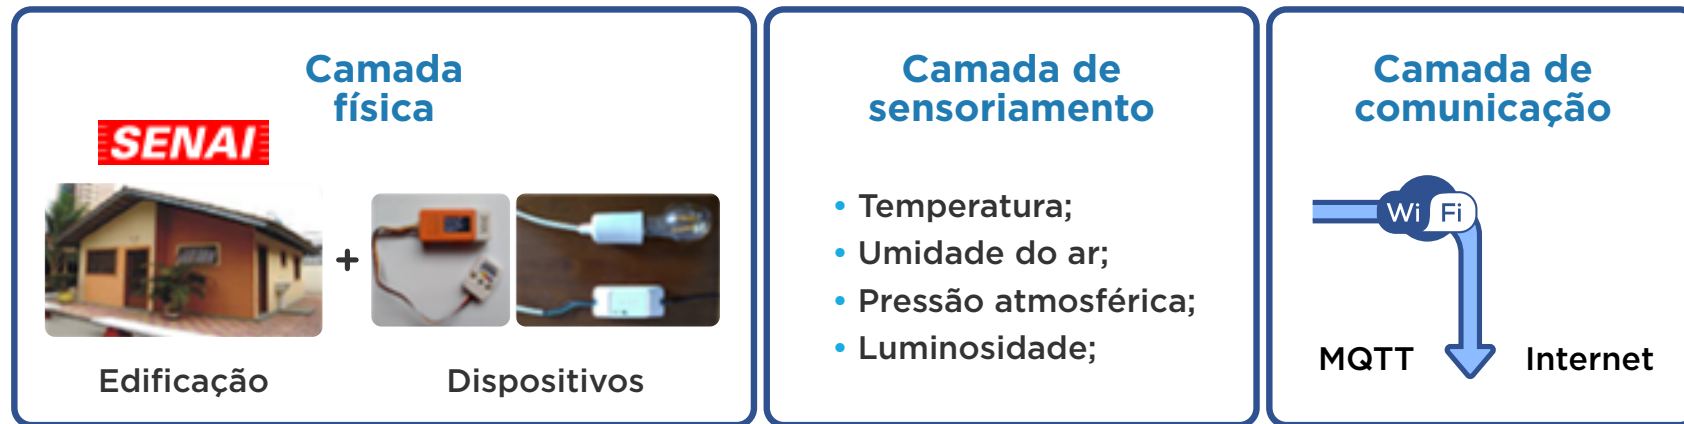 Camada
física
SENAI
+
Edificação
Dispositivos
Camada de
sensoriamento
• Temperatura;
• Umidade do ar;
• Pressão atmosférica;
• Luminosidade;
Camada de
comunicação
Wi Fi
MQTT
Internet